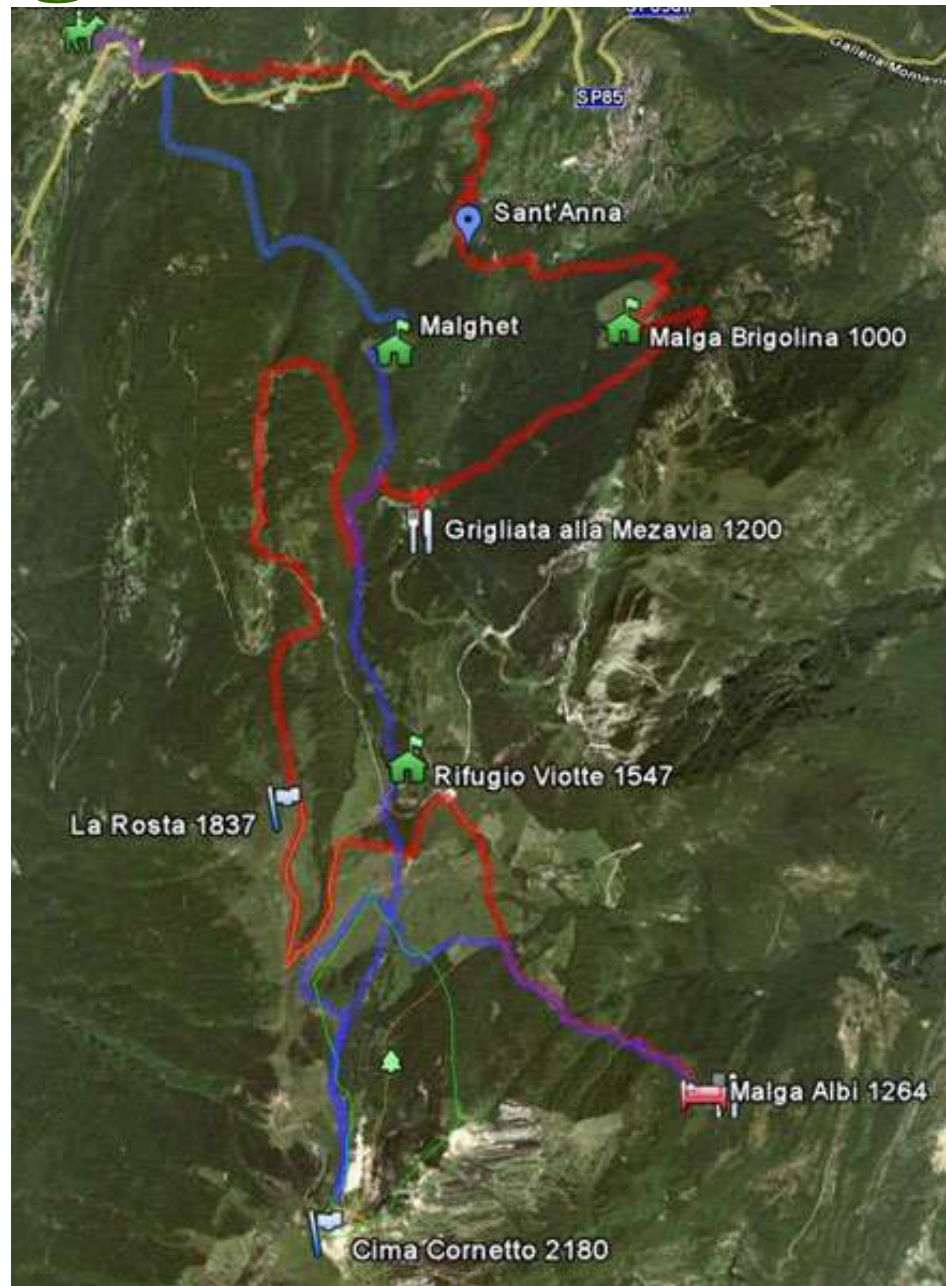 SP85
Sant'Anna
Malghet
Malga Brigolina 1000
Grigliata alla Mezavia 1200
Rifugio Viotte 1547
La Rosta 1837
Malga Albi 1264
Cima Cornetto 2180